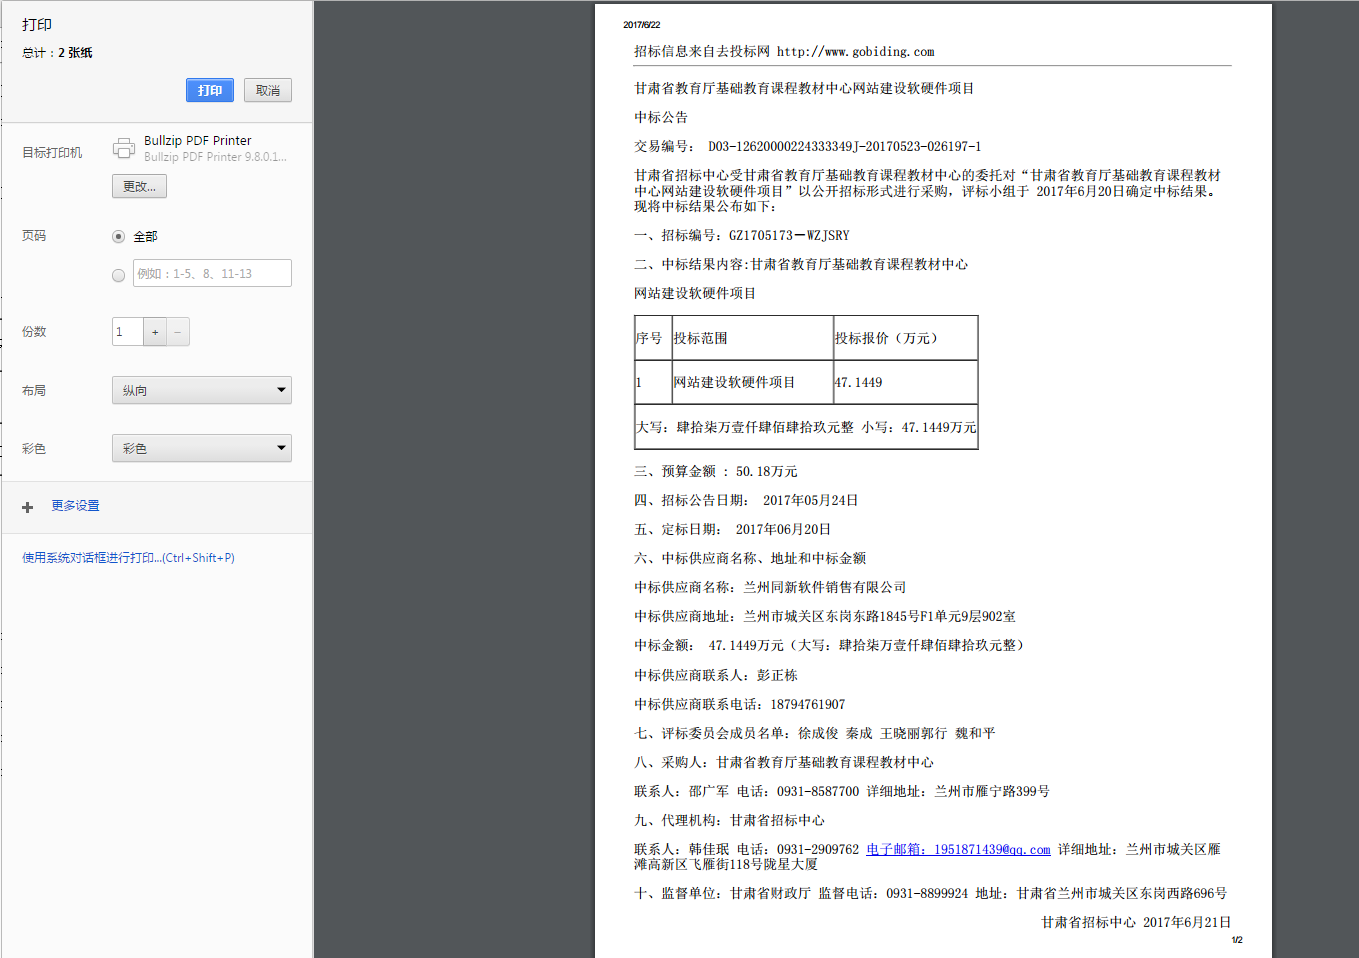 打印
总计：2 张纸
打印
取消
目标打印机
Bullzip PDF Printer
Bullzip PDF Printer 9.8.0.1...
更改...
页码
全部
例如：1-5、8、11-13
份数
1
+
−
布局
纵向
彩色
彩色
更多设置
使用系统对话框进行打印...(Ctrl+Shift+P)
2017/6/22
招标信息来自去投标网 http://www.gobiding.com
甘肃省教育厅基础教育课程教材中心网站建设软硬件项目
中标公告
交易编号： D03-12620000224333349J-20170523-026197-1
甘肃省招标中心受甘肃省教育厅基础教育课程教材中心的委托对“甘肃省教育厅基础教育课程教材
中心网站建设软硬件项目”以公开招标形式进行采购，评标小组于 2017年6月20日确定中标结果。
现将中标结果公布如下：
一、招标编号：GZ1705173－WZJSRY
二、中标结果内容:甘肃省教育厅基础教育课程教材中心
网站建设软硬件项目
序号 投标范围 投标报价（万元）
1 网站建设软硬件项目 47.1449
大写：肆拾柒万壹仟肆佰肆拾玖元整 小写：47.1449万元
三、预算金额 : 50.18万元
四、招标公告日期： 2017年05月24日
五、定标日期： 2017年06月20日
六、中标供应商名称、地址和中标金额
中标供应商名称：兰州同新软件销售有限公司
中标供应商地址：兰州市城关区东岗东路1845号F1单元9层902室
中标金额： 47.1449万元（大写：肆拾柒万壹仟肆佰肆拾玖元整）
中标供应商联系人：彭正栋
中标供应商联系电话：18794761907
七、评标委员会成员名单：徐成俊 秦成 王晓丽郭行 魏和平
八、采购人：甘肃省教育厅基础教育课程教材中心
联系人：邵广军 电话：0931-8587700 详细地址：兰州市雁宁路399号
九、代理机构：甘肃省招标中心
联系人：韩佳珉 电话：0931-2909762 电子邮箱：1951871439@qq.com 详细地址：兰州市城关区雁
滩高新区飞雁街118号陇星大厦
十、监督单位：甘肃省财政厅 监督电话：0931-8899924 地址：甘肃省兰州市城关区东岗西路696号
甘肃省招标中心 2017年6月21日
1/2